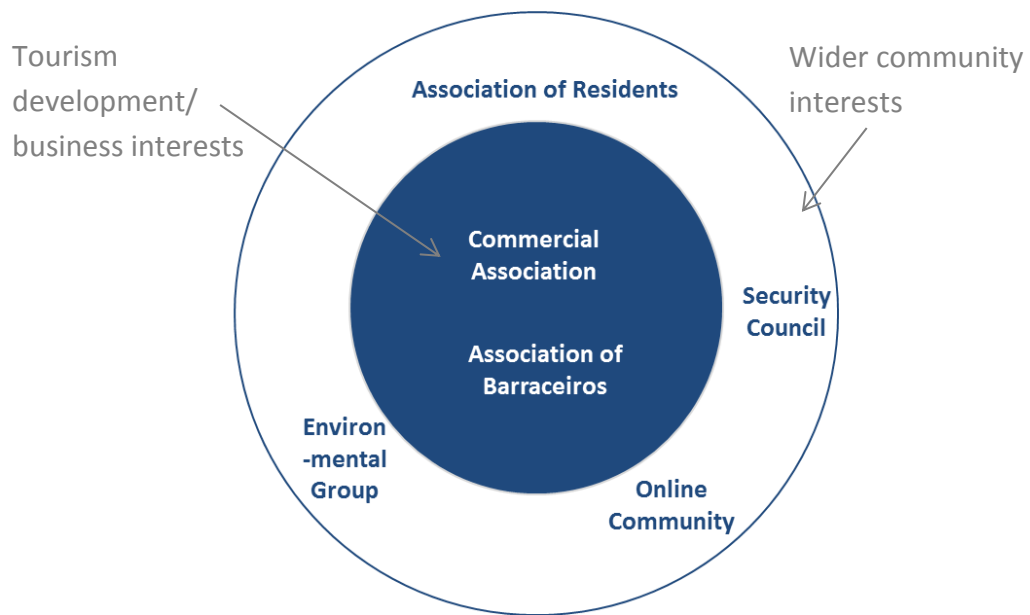 Tourism
development/
business interests
Wider community
interests
Association of Residents
Commercial
Association
Security
Council
Association of
Barraceiros
Environ
-mental
Group
Online
Community